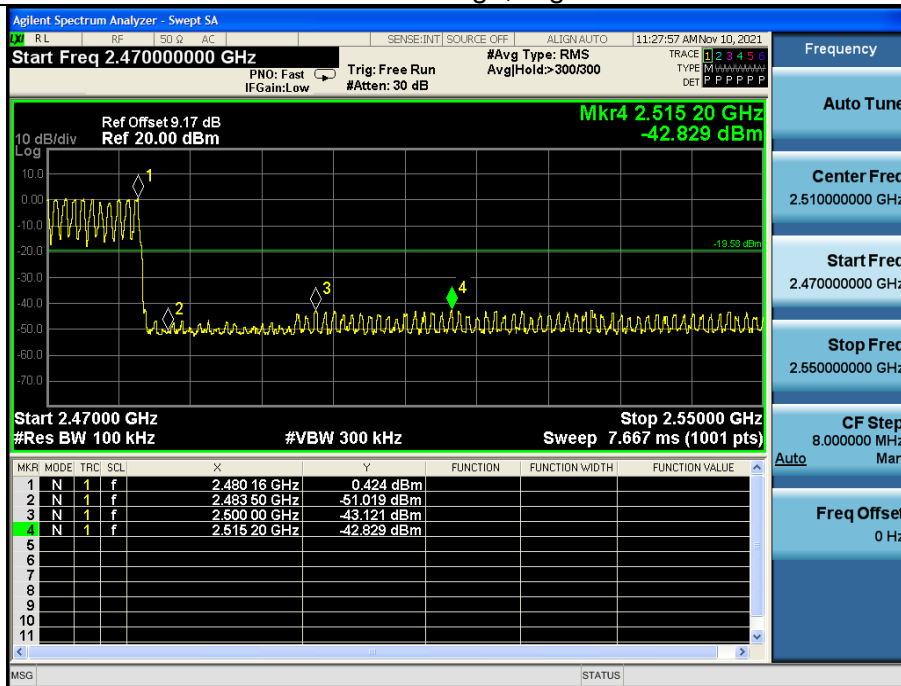 Agilent Spectrum Analyzer - Swept SA
RL RF 50 Ω AC SENSE:INT SOURCE OFF ALIGN AUTO 11:27:57 AM Nov 10, 2021
Start Freq 2.470000000 GHz
PNO: Fast
IFGain:Low
Trig: Free Run
#Atten: 30 dB
#Avg Type: RMS
Avg|Hold:>300/300
TRACE 1 2 3 4 5 6
TYPE M
DET P P P P P P
Mkr4 2.515 20 GHz
-42.829 dBm
Ref Offset 9.17 dB
10 dB/div Ref 20.00 dBm
Log
10.0
0.00
-10.0
-20.0
-30.0
-40.0
-50.0
-60.0
-70.0
1
2
3
4
-19.58 dBm
Start 2.47000 GHz Stop 2.55000 GHz
#Res BW 100 kHz #VBW 300 kHz Sweep 7.667 ms (1001 pts)
MKR MODE TRC SCL X Y FUNCTION FUNCTION WIDTH FUNCTION VALUE
1 N 1 f 2.480 16 GHz 0.424 dBm
2 N 1 f 2.483 50 GHz -51.019 dBm
3 N 1 f 2.500 00 GHz -43.121 dBm
4 N 1 f 2.515 20 GHz -42.829 dBm
5
6
7
8
9
10
11
MSG STATUS
Frequency
Auto Tune
Center Freq
2.510000000 GHz
Start Freq
2.470000000 GHz
Stop Freq
2.550000000 GHz
CF Step
8.000000 MHz
Auto Man
Freq Offset
0 Hz